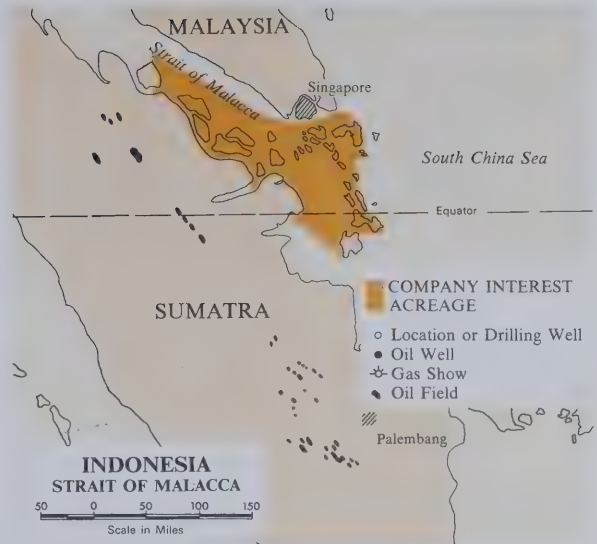 MALAYSIA
Strait of Malacca
Singapore
South China Sea
Equator
COMPANY INTEREST
ACREAGE
Location or Drilling Well
Oil Well
Gas Show
Oil Field
SUMATRA
Palembang
INDONESIA
STRAIT OF MALACCA
50 0 50 100 150
Scale in Miles